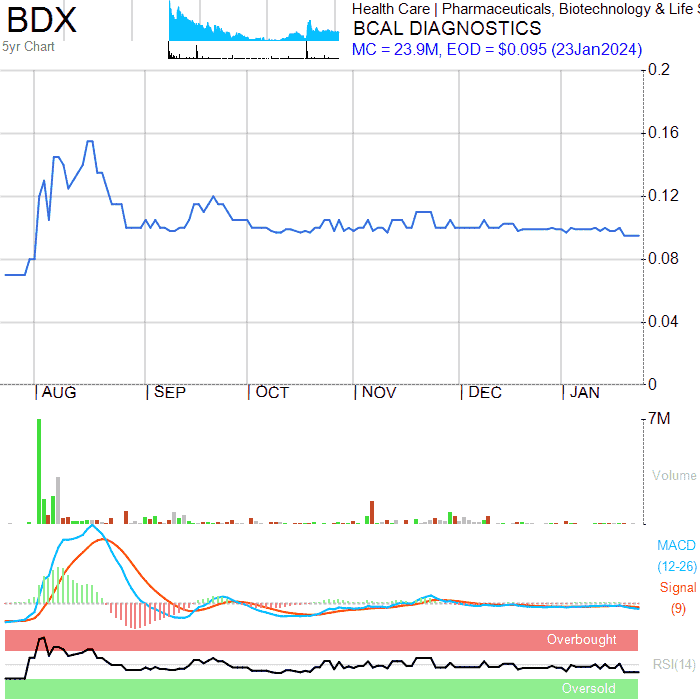 BDX
5yr Chart
Health Care | Pharmaceuticals, Biotechnology & Life S
BCAL DIAGNOSTICS
MC = 23.9M, EOD = $0.095 (23Jan2024)
0.2
0.16
0.12
0.08
0.04
0
AUG SEP OCT NOV DEC JAN
7M
Volume
MACD
(12-26)
Signal
(9)
Overbought
RSI(14)
Oversold